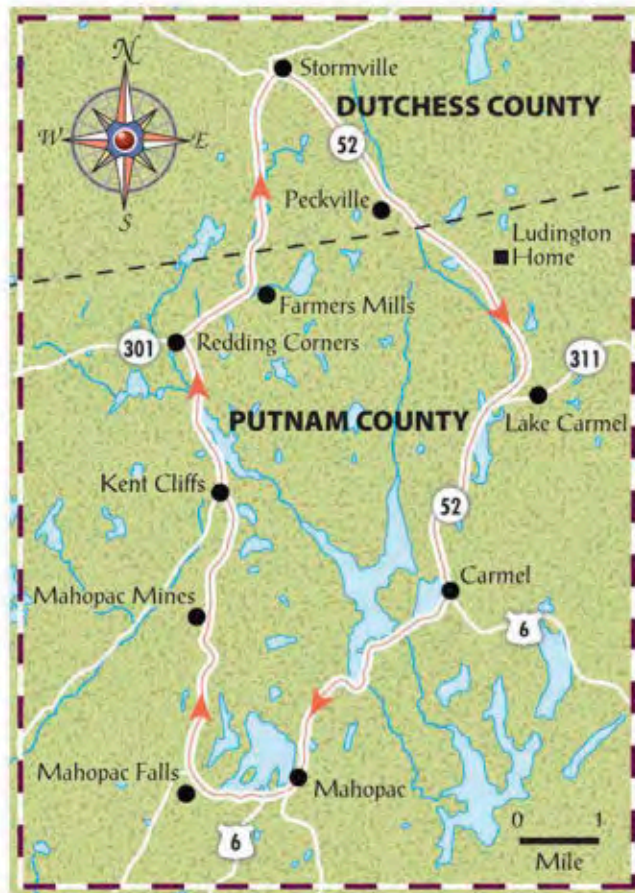 Stormville
N
DUTCHESS COUNTY
W
E
52
S
Peckville
Ludington
Home
Farmers Mills
301
Redding Corners
311
PUTNAM COUNTY
Lake Carmel
Kent Cliffs
52
Carmel
Mahopac Mines
6
Mahopac Falls
Mahopac
6
0
1
Mile